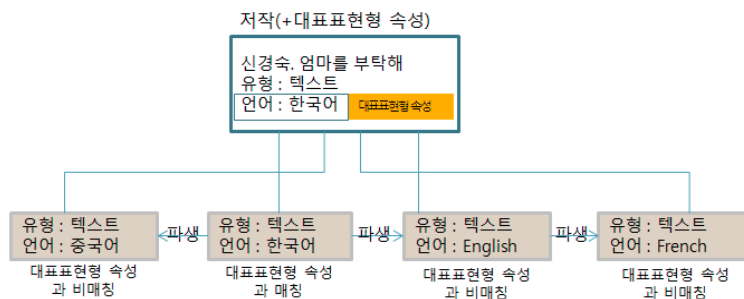 저작(+대표표현형 속성)
신경숙. 엄마를 부탁해
유형 : 텍스트
언어 : 한국어 대표표현형 속성
유형 : 텍스트
언어 : 중국어
파생
유형 : 텍스트
언어 : 한국어
파생
유형 : 텍스트
언어 : English
파생
유형 : 텍스트
언어 : French
대표표현형 속성
과 비매칭
대표표현형 속성
과 매칭
대표표현형 속성
과 비매칭
대표표현형 속성
과 비매칭